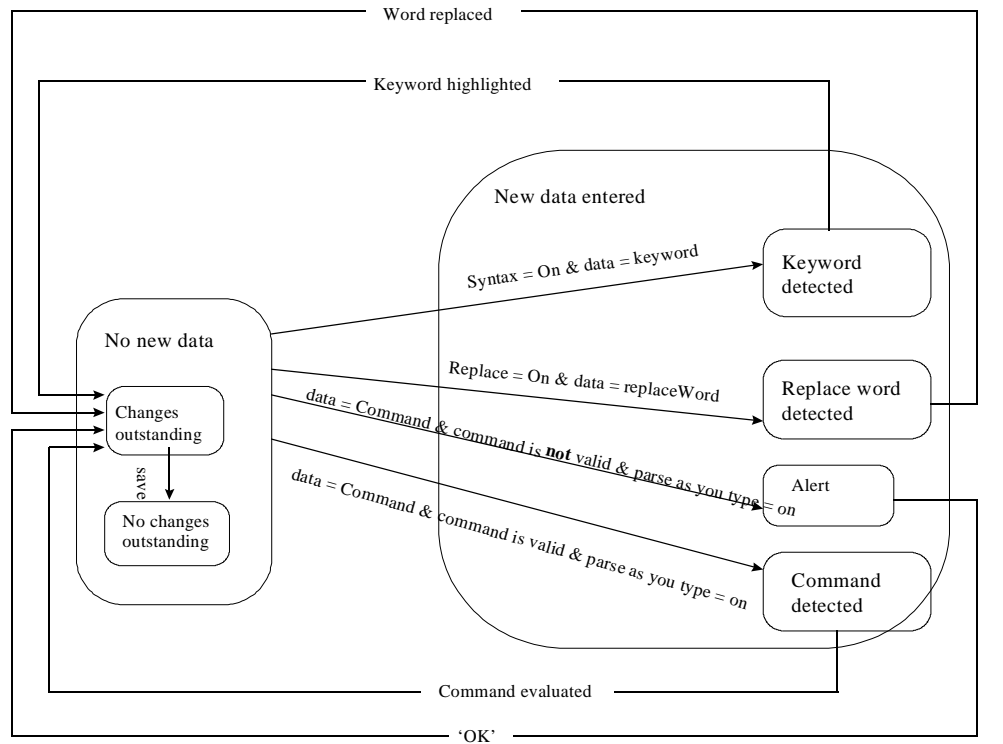 Word replaced
Keyword highlighted
New data entered
Keyword
detected
Syntax = On & data = keyword
No new data
Replace = On & data = replaceWord
Replace word
detected
Changes
outstanding
data = Command & command is not valid & parse as you type = on
save
Alert
No changes
outstanding
data = Command & command is valid & parse as you type = on
Command
detected
Command evaluated
‘OK’